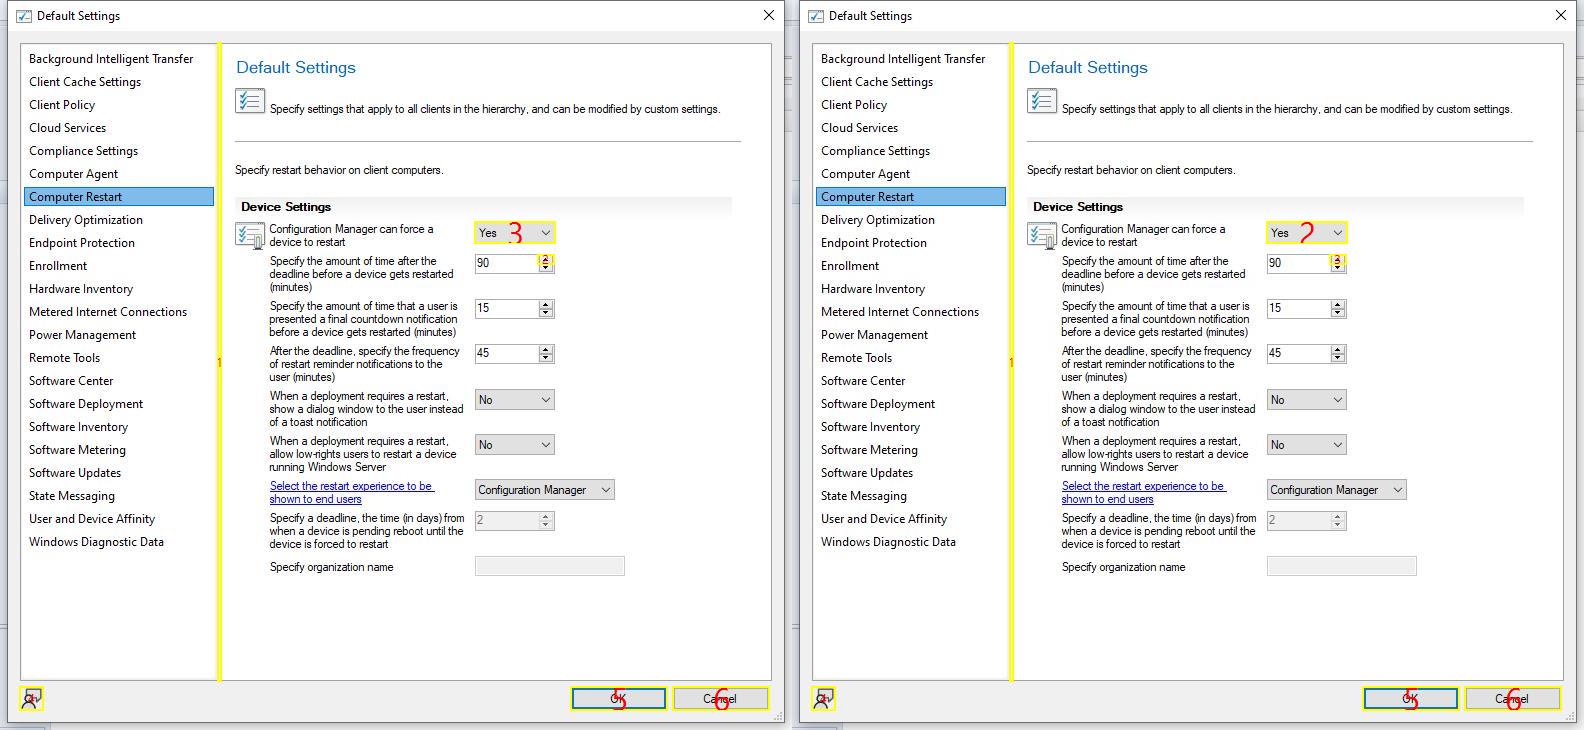 Default Settings
Background Intelligent Transfer
Client Cache Settings
Client Policy
Cloud Services
Compliance Settings
Computer Agent
Computer Restart
Delivery Optimization
Endpoint Protection
Enrollment
Hardware Inventory
Metered Internet Connections
Power Management
Remote Tools
Software Center
Software Deployment
Software Inventory
Software Metering
Software Updates
State Messaging
User and Device Affinity
Windows Diagnostic Data
1
Default Settings
Specify settings that apply to all clients in the hierarchy, and can be modified by custom settings.
Specify restart behavior on client computers.
Device Settings
Configuration Manager can force a
device to restart
Yes 3
Specify the amount of time after the
deadline before a device gets restarted
(minutes)
90
Specify the amount of time that a user is
presented a final countdown notification
before a device gets restarted (minutes)
15
After the deadline, specify the frequency
of restart reminder notifications to the
user (minutes)
45
When a deployment requires a restart,
show a dialog window to the user instead
of a toast notification
No
When a deployment requires a restart,
allow low-rights users to restart a device
running Windows Server
No
Select the restart experience to be
shown to end users
Configuration Manager
Specify a deadline, the time (in days) from
when a device is pending reboot until the
device is forced to restart
2
Specify organization name
OK 5
Cancel 6
Default Settings
Background Intelligent Transfer
Client Cache Settings
Client Policy
Cloud Services
Compliance Settings
Computer Agent
Computer Restart
Delivery Optimization
Endpoint Protection
Enrollment
Hardware Inventory
Metered Internet Connections
Power Management
Remote Tools
Software Center
Software Deployment
Software Inventory
Software Metering
Software Updates
State Messaging
User and Device Affinity
Windows Diagnostic Data
1
Default Settings
Specify settings that apply to all clients in the hierarchy, and can be modified by custom settings.
Specify restart behavior on client computers.
Device Settings
Configuration Manager can force a
device to restart
Yes 2
Specify the amount of time after the
deadline before a device gets restarted
(minutes)
90
Specify the amount of time that a user is
presented a final countdown notification
before a device gets restarted (minutes)
15
After the deadline, specify the frequency
of restart reminder notifications to the
user (minutes)
45
When a deployment requires a restart,
show a dialog window to the user instead
of a toast notification
No
When a deployment requires a restart,
allow low-rights users to restart a device
running Windows Server
No
Select the restart experience to be
shown to end users
Configuration Manager
Specify a deadline, the time (in days) from
when a device is pending reboot until the
device is forced to restart
2
Specify organization name
OK 5
Cancel 6